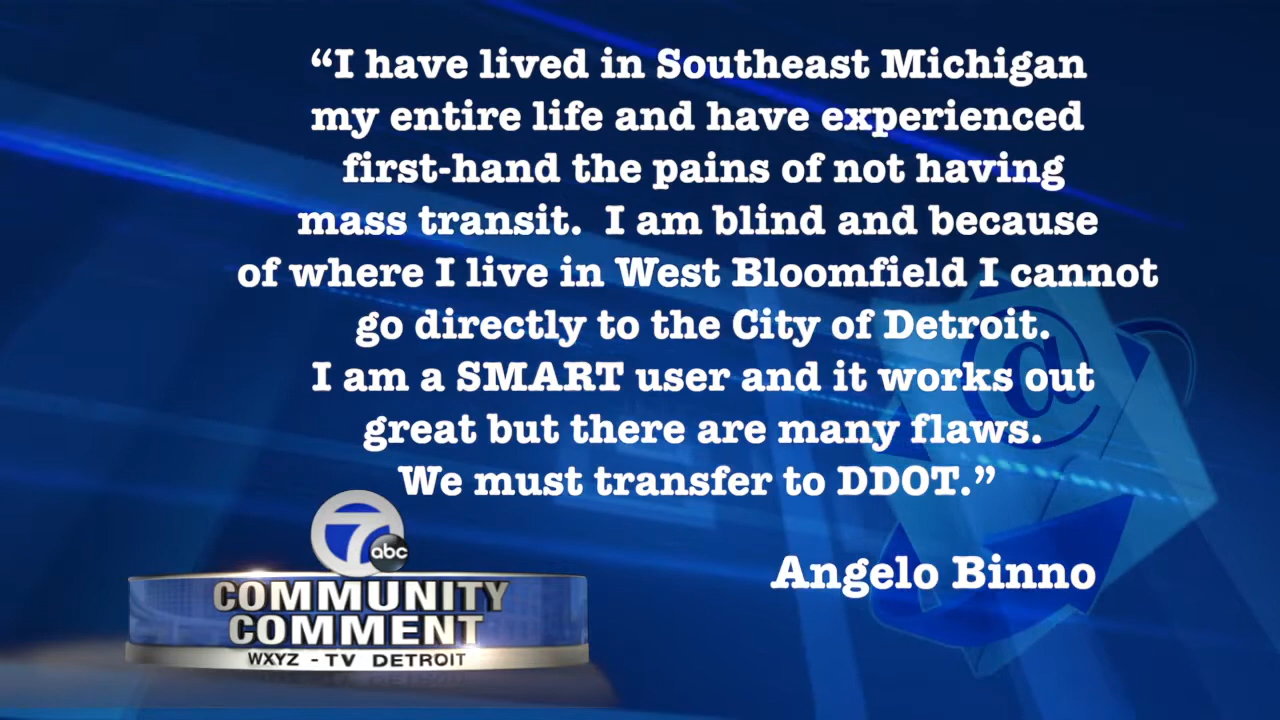 “I have lived in Southeast Michigan
my entire life and have experienced
first-hand the pains of not having
mass transit.  I am blind and because
of where I live in West Bloomfield I cannot
go directly to the City of Detroit.
I am a SMART user and it works out
great but there are many flaws.
We must transfer to DDOT.”
Angelo Binno
7 abc
COMMUNITY
COMMENT
WXYZ - TV DETROIT
@